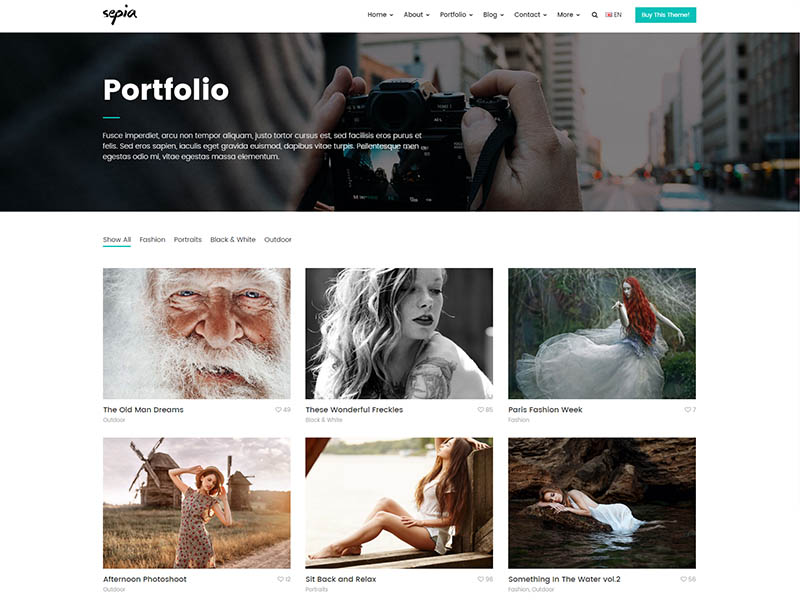 sepia
Home About Portfolio Blog Contact More EN Buy This Theme!
Portfolio
Fusce imperdiet, arcu non tempor aliquam, justo tortor cursus est, sed facilisis eros purus et
felis. Sed eros sapien, iaculis eget gravida euismod, dapibus vitae turpis. Pellentesque men
egestas odio mi, vitae egestas massa elementum.
Show All Fashion Portraits Black & White Outdoor
The Old Man Dreams 49
Outdoor
These Wonderful Freckles 85
Black & White
Paris Fashion Week 7
Fashion
Afternoon Photoshoot 12
Outdoor
Sit Back and Relax 98
Portraits
Something In The Water vol.2 56
Fashion, Outdoor